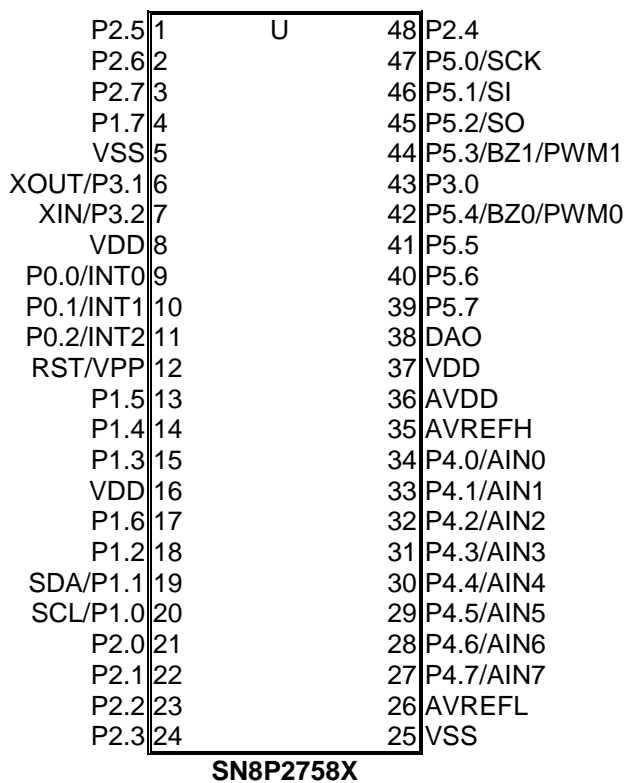 P2.5 1 U 48 P2.4
P2.6 2 47 P5.0/SCK
P2.7 3 46 P5.1/SI
P1.7 4 45 P5.2/SO
VSS 5 44 P5.3/BZ1/PWM1
XOUT/P3.1 6 43 P3.0
XIN/P3.2 7 42 P5.4/BZ0/PWM0
VDD 8 41 P5.5
P0.0/INT0 9 40 P5.6
P0.1/INT1 10 39 P5.7
P0.2/INT2 11 38 DAO
RST/VPP 12 37 VDD
P1.5 13 36 AVDD
P1.4 14 35 AVREFH
P1.3 15 34 P4.0/AIN0
VDD 16 33 P4.1/AIN1
P1.6 17 32 P4.2/AIN2
P1.2 18 31 P4.3/AIN3
SDA/P1.1 19 30 P4.4/AIN4
SCL/P1.0 20 29 P4.5/AIN5
P2.0 21 28 P4.6/AIN6
P2.1 22 27 P4.7/AIN7
P2.2 23 26 AVREFL
P2.3 24 25 VSS
SN8P2758X